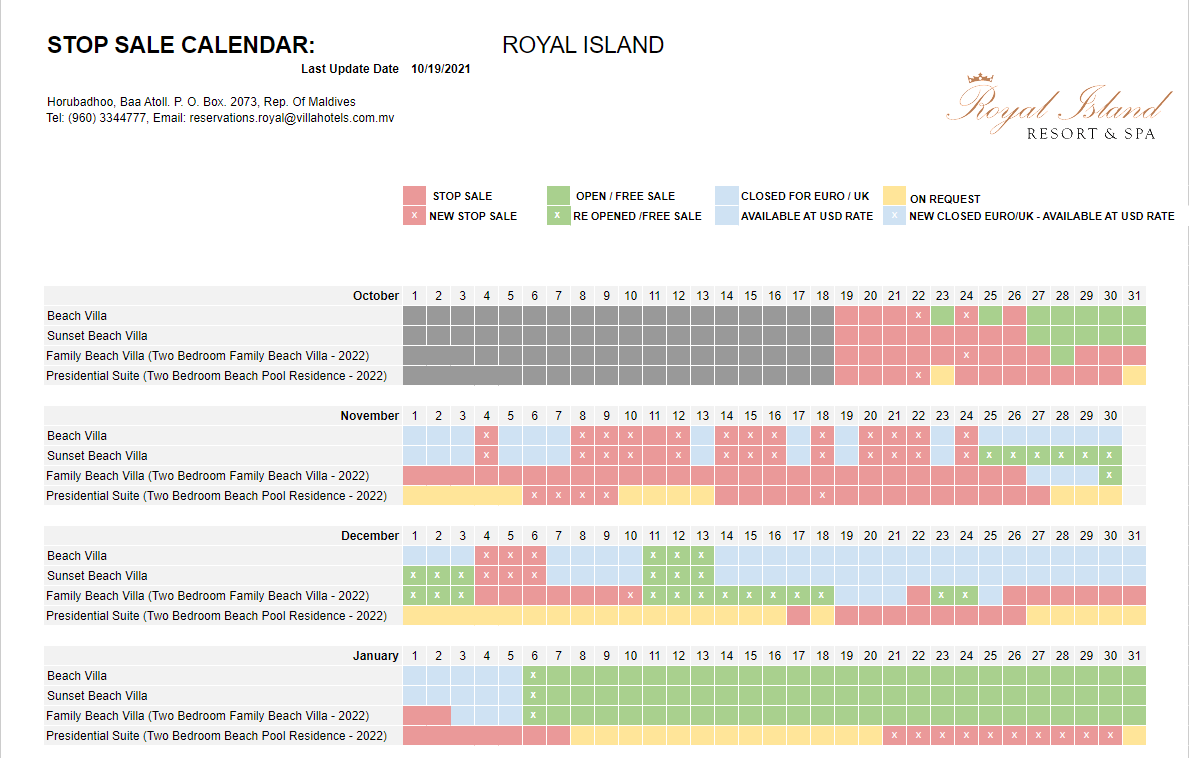 STOP SALE CALENDAR: ROYAL ISLAND
Last Update Date 10/19/2021
Horubadhoo, Baa Atoll. P. O. Box. 2073, Rep. Of Maldives
Tel: (960) 3344777, Email: reservations.royal@villahotels.com.mv
Royal Island
RESORT & SPA
STOP SALE OPEN / FREE SALE CLOSED FOR EURO / UK ON REQUEST
x NEW STOP SALE x RE OPENED /FREE SALE AVAILABLE AT USD RATE x NEW CLOSED EURO/UK - AVAILABLE AT USD RATE
October 1 2 3 4 5 6 7 8 9 10 11 12 13 14 15 16 17 18 19 20 21 22 23 24 25 26 27 28 29 30 31
Beach Villa x x
Sunset Beach Villa
Family Beach Villa (Two Bedroom Family Beach Villa - 2022) x
Presidential Suite (Two Bedroom Beach Pool Residence - 2022) x
November 1 2 3 4 5 6 7 8 9 10 11 12 13 14 15 16 17 18 19 20 21 22 23 24 25 26 27 28 29 30
Beach Villa x x x x x x x x x x x x x
Sunset Beach Villa x x x x x x x x x x x x x x x x x x x
Family Beach Villa (Two Bedroom Family Beach Villa - 2022) x
Presidential Suite (Two Bedroom Beach Pool Residence - 2022) x x x x x
December 1 2 3 4 5 6 7 8 9 10 11 12 13 14 15 16 17 18 19 20 21 22 23 24 25 26 27 28 29 30 31
Beach Villa x x x x x x
Sunset Beach Villa x x x x x x x x x
Family Beach Villa (Two Bedroom Family Beach Villa - 2022) x x x x x x x x x x x x x x
Presidential Suite (Two Bedroom Beach Pool Residence - 2022)
January 1 2 3 4 5 6 7 8 9 10 11 12 13 14 15 16 17 18 19 20 21 22 23 24 25 26 27 28 29 30 31
Beach Villa x
Sunset Beach Villa x
Family Beach Villa (Two Bedroom Family Beach Villa - 2022) x
Presidential Suite (Two Bedroom Beach Pool Residence - 2022) x x x x x x x x x x